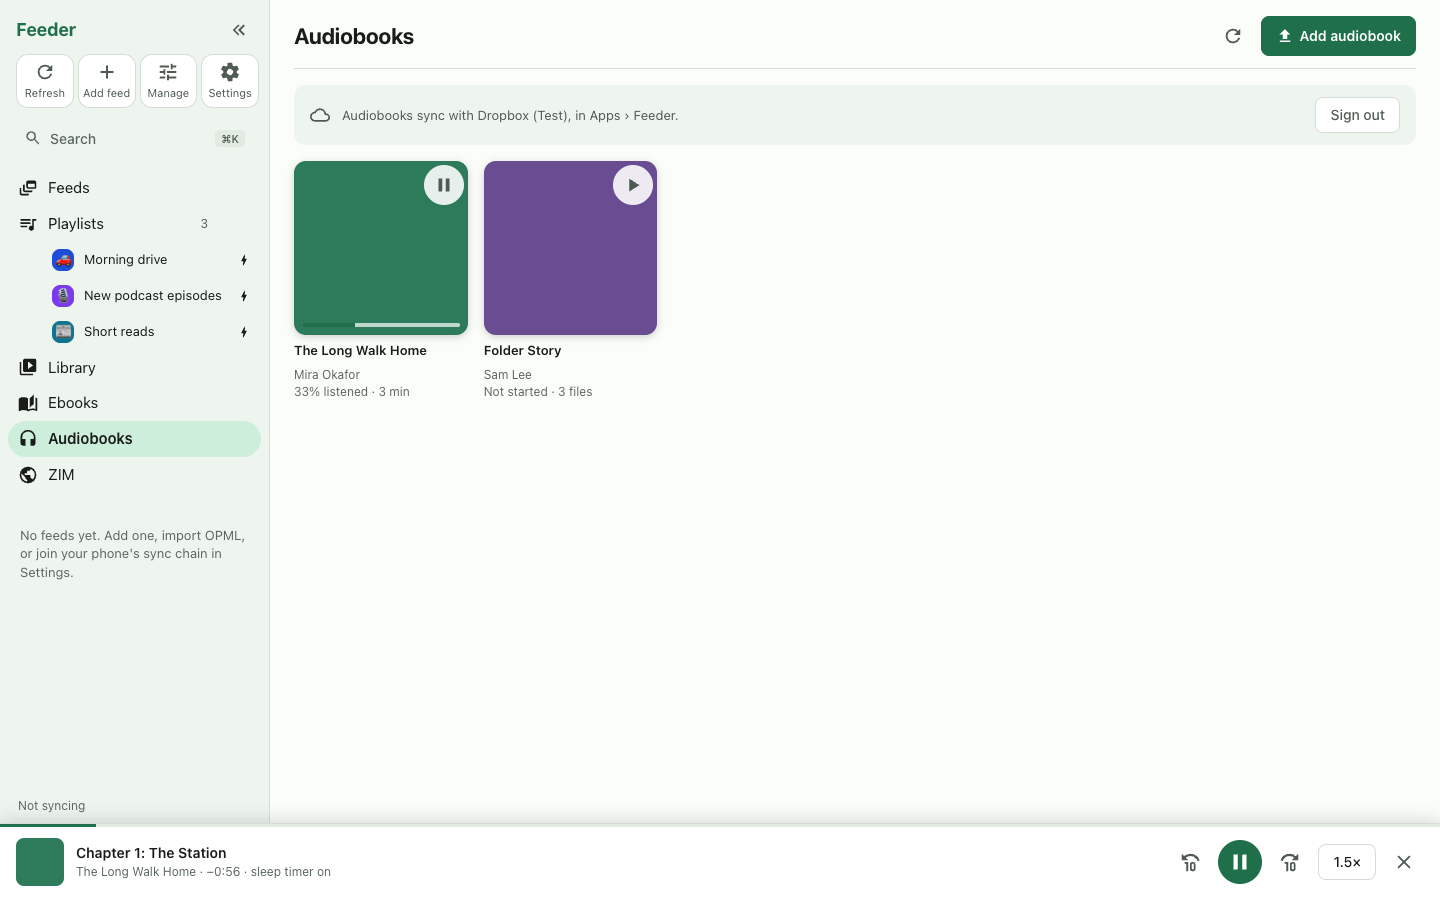 Feeder
Refresh
Add feed
Manage
Settings
Search
⌘K
Feeds
Playlists
3
Morning drive
New podcast episodes
Short reads
Library
Ebooks
Audiobooks
ZIM
No feeds yet. Add one, import OPML,
or join your phone's sync chain in
Settings.
Not syncing
Audiobooks
Add audiobook
Audiobooks sync with Dropbox (Test), in Apps › Feeder.
Sign out
The Long Walk Home
Mira Okafor
33% listened · 3 min
Folder Story
Sam Lee
Not started · 3 files
Chapter 1: The Station
The Long Walk Home · −0:56 · sleep timer on
10
10
1.5×